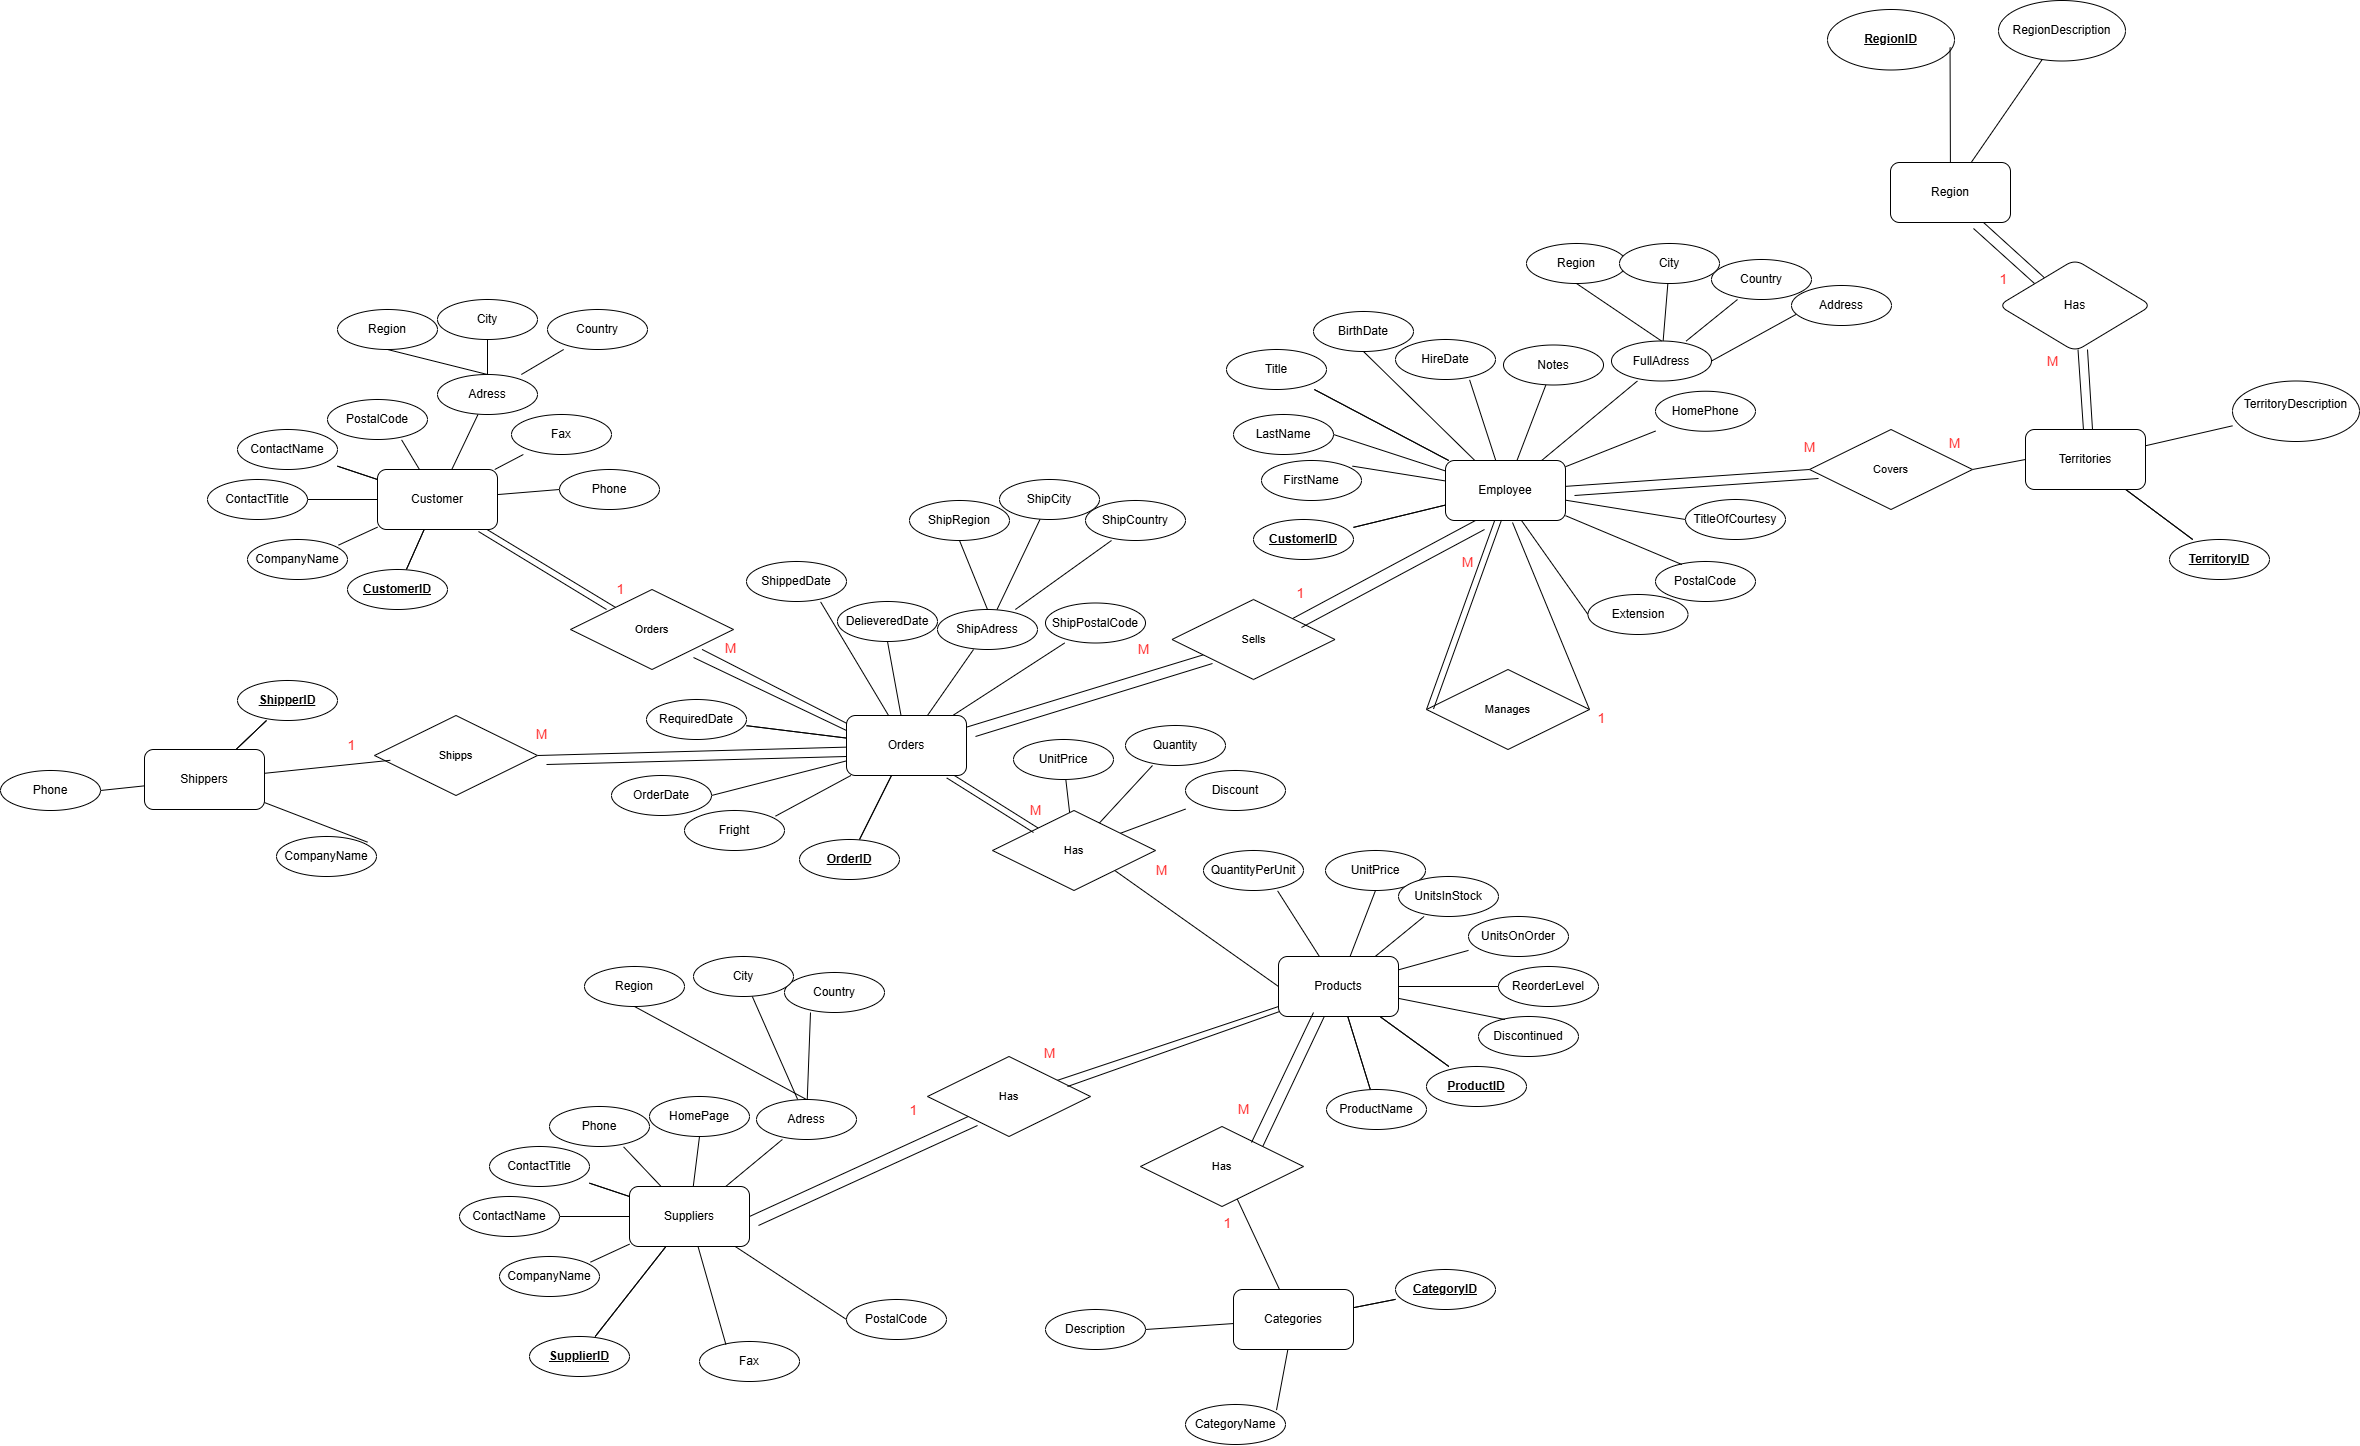 RegionID
RegionDescription
Region
1
Has
M
Territories
TerritoryDescription
TerritoryID
M
Covers
M
Region
City
Country
Address
FullAdress
BirthDate
HireDate
Notes
Title
HomePhone
LastName
FirstName
Employee
CustomerID
TitleOfCourtesy
PostalCode
Extension
M
Manages
1
1
Sells
M
Region
City
Country
Adress
PostalCode
Fax
ContactName
ContactTitle
Customer
Phone
CompanyName
CustomerID
1
Orders
M
ShipRegion
ShipCity
ShipCountry
ShippedDate
DelieveredDate
ShipAdress
ShipPostalCode
RequiredDate
Orders
OrderDate
Fright
OrderID
ShipperID
Shippers
Phone
CompanyName
1
Shipps
M
M
Has
M
UnitPrice
Quantity
Discount
QuantityPerUnit
UnitPrice
UnitsInStock
UnitsOnOrder
ReorderLevel
Products
Discontinued
ProductID
ProductName
M
Has
1
Region
City
Country
Adress
Phone
HomePage
ContactTitle
ContactName
Suppliers
CompanyName
SupplierID
Fax
PostalCode
M
Has
1
CategoryID
Categories
Description
CategoryName